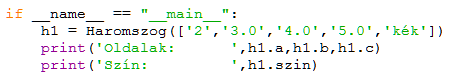 if __name__ == "__main__":
    h1 = Haromszog(['2','3.0','4.0','5.0','kék'])
    print('Oldalak:      ',h1.a,h1.b,h1.c)
    print('Szín:         ',h1.szin)